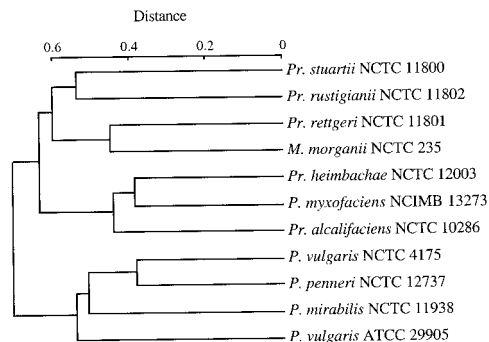 Distance
0.6 0.4 0.2 0
Pr. stuartii NCTC 11800
Pr. rustigianii NCTC 11802
Pr. rettgeri NCTC 11801
M. morganii NCTC 235
Pr. heimbachae NCTC 12003
P. myxofaciens NCIMB 13273
Pr. alcalifaciens NCTC 10286
P. vulgaris NCTC 4175
P. penneri NCTC 12737
P. mirabilis NCTC 11938
P. vulgaris ATCC 29905